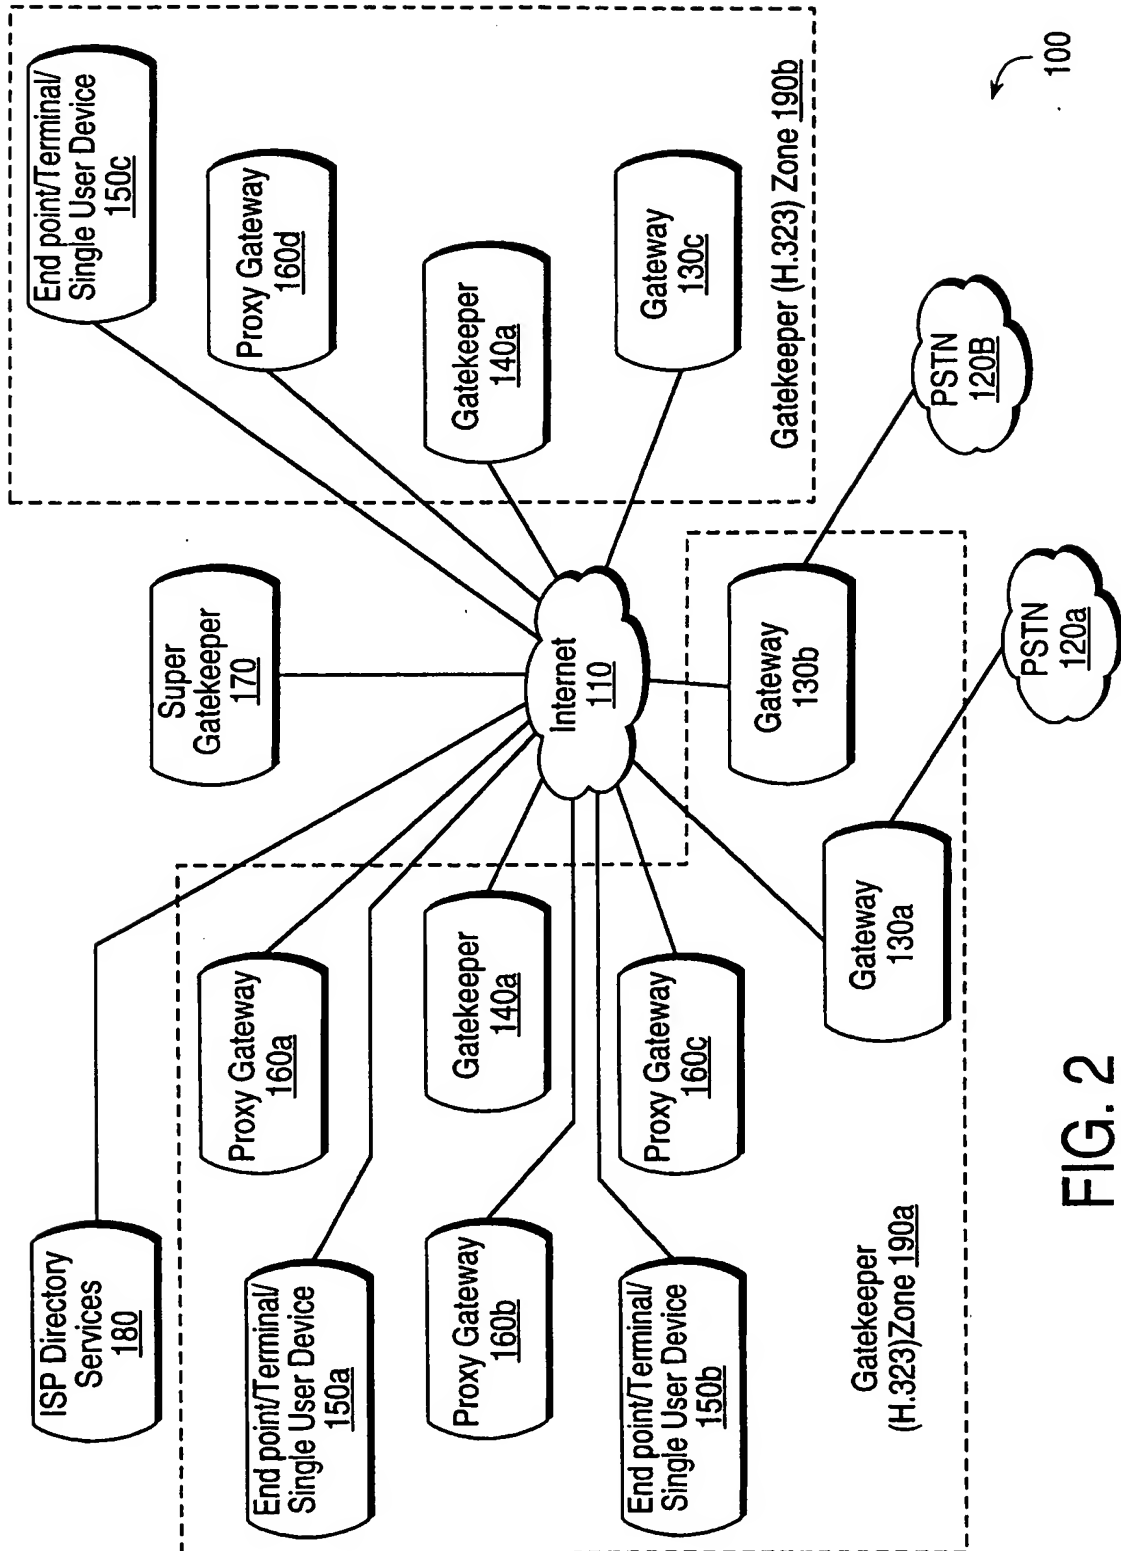 ISP Directory
Services
180
Super
Gatekeeper
170
End point/Terminal/
Single User Device
150c
End point/Terminal/
Single User Device
150a
Proxy Gateway
160a
Proxy Gateway
160d
Proxy Gateway
160b
Gatekeeper
140a
Internet
110
Gatekeeper
140a
End point/Terminal/
Single User Device
150b
Proxy Gateway
160c
Gateway
130b
Gateway
130c
Gatekeeper (H.323) Zone 190b
Gatekeeper
(H.323)Zone 190a
Gateway
130a
PSTN
120a
PSTN
120B
100
FIG. 2